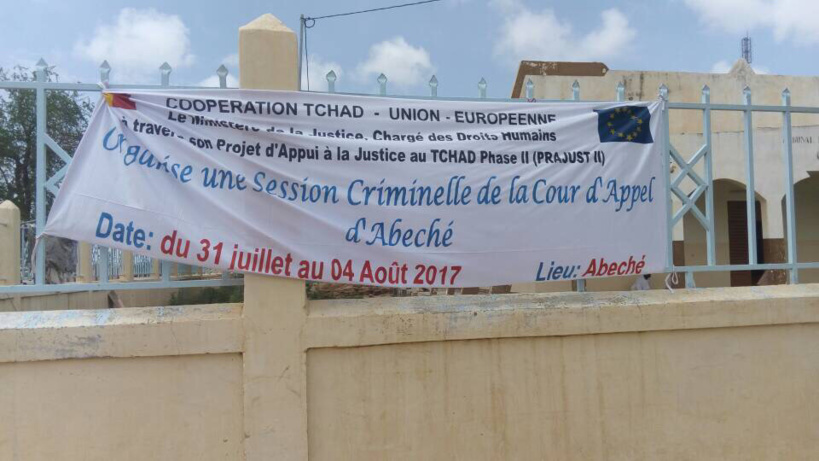 COOPERATION TCHAD - UNION - EUROPEENNE
Le Ministère de la Justice, Chargé des Droits Humains
à travers son Projet d'Appui à la Justice au TCHAD Phase II (PRAJUST II)
Organise une Session Criminelle de la Cour d'Appel
d'Abeché
Date: du 31 juillet au 04 Août 2017
Lieu: Abeché